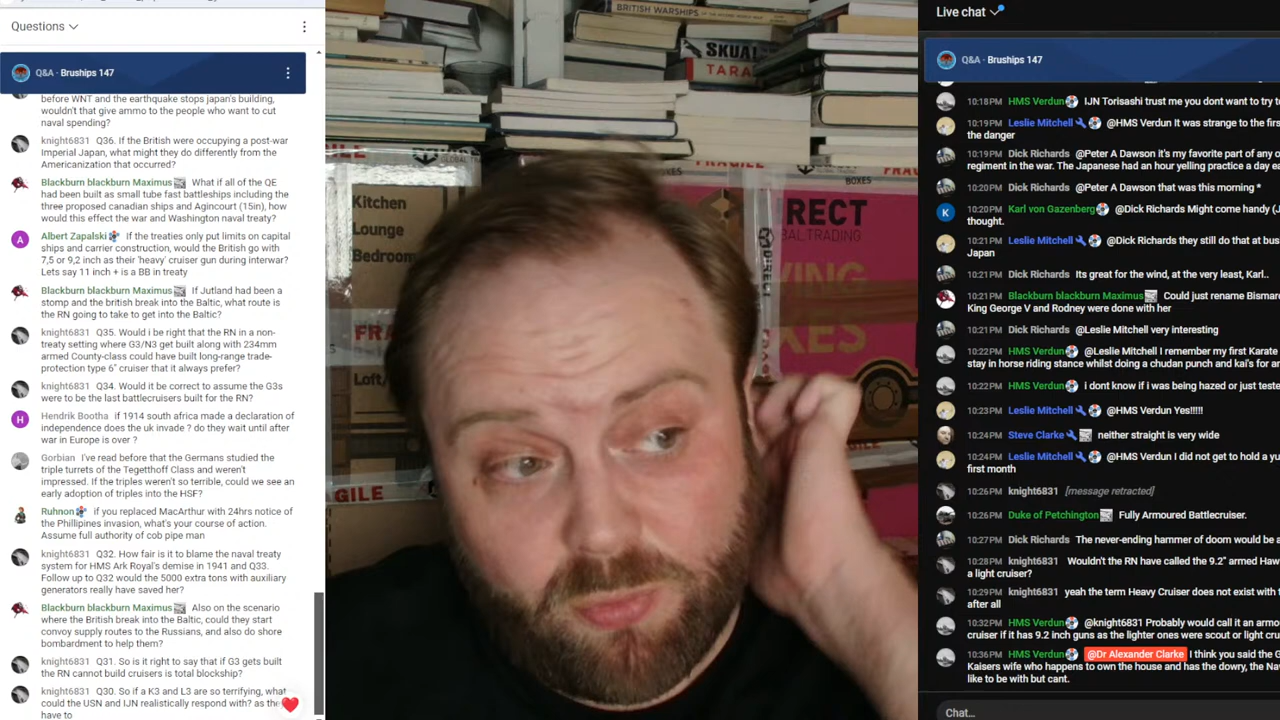 Questions
Q&A · Bruships 147
before WNT and the earthquake stops japan's building,
wouldn't that give ammo to the people who want to cut
naval spending?
knight6831 Q36. If the British were occupying a post-war
Imperial Japan, what might they do differently from the
Americanization that occurred?
Blackburn blackburn Maximus What if all of the QE
had been built as small tube fast battleships including the
three proposed canadian ships and Agincourt (15in), how
would this effect the war and Washington naval treaty?
Albert Zapalski If the treaties only put limits on capital
ships and carrier construction, would the British go with
7,5 or 9,2 inch as their 'heavy' cruiser gun during interwar?
Lets say 11 inch + is a BB in treaty
Blackburn blackburn Maximus If Jutland had been a
stomp and the british break into the Baltic, what route is
the RN going to take to get into the Baltic?
knight6831 Q35. Would i be right that the RN in a non-
treaty setting where G3/N3 get built along with 234mm
armed County-class could have built long-range trade-
protection type 6" cruiser that it always prefer?
knight6831 Q34. Would it be correct to assume the G3s
were to be the last battlecruisers built for the RN?
Hendrik Bootha if 1914 south africa made a declaration of
independence does the uk invade ? do they wait until after
war in Europe is over ?
Gorbian I've read before that the Germans studied the
triple turrets of the Tegetthoff Class and weren't
impressed. If the triples weren't so terrible, could we see an
early adoption of triples into the HSF?
Ruhnon if you replaced MacArthur with 24hrs notice of
the Phillipines invasion, what's your course of action.
Assume full authority of cob pipe man
knight6831 Q32. How fair is it to blame the naval treaty
system for HMS Ark Royal's demise in 1941 and Q33.
Follow up to Q32 would the 5000 extra tons with auxiliary
generators really have saved her?
Blackburn blackburn Maximus Also on the scenario
where the British break into the Baltic, could they start
convoy supply routes to the Russians, and also do shore
bombardment to help them?
knight6831 Q31. So is it right to say that if G3 gets built
the RN cannot build cruisers is total blockship?
knight6831 Q30. So if a K3 and L3 are so terrifying, what
could the USN and IJN realistically respond with? as the
have to
BRITISH WARSHIPS
SKUA
TARA
FRAGILE
BOXES
Kitchen
Lounge
Bedroom
Loft/
GILE
Live chat
Q&A · Bruships 147
10:18PM HMS Verdun IJN Torisashi trust me you dont want to try to
10:19PM Leslie Mitchell @HMS Verdun It was strange to the firs
the danger
10:19PM Dick Richards @Peter A Dawson it's my favorite part of any o
regiment in the war. The Japanese had an hour yelling practice a day ea
10:20PM Dick Richards @Peter A Dawson that was this morning *
10:20PM Karl von Gazenberg @Dick Richards Might come handy (J
thought.
10:21PM Leslie Mitchell @Dick Richards they still do that at bus
Japan
10:21PM Dick Richards Its great for the wind, at the very least, Karl..
10:21PM Blackburn blackburn Maximus Could just rename Bismar
King George V and Rodney were done with her
10:21PM Dick Richards @Leslie Mitchell very interesting
10:22PM HMS Verdun @Leslie Mitchell I remember my first Karate
stay in horse riding stance whilst doing a chudan punch and kai's for an
10:22PM HMS Verdun i dont know if i was being hazed or just teste
10:23PM Leslie Mitchell @HMS Verdun Yes!!!!!
10:24PM Steve Clarke neither straight is very wide
10:24PM Leslie Mitchell @HMS Verdun I did not get to hold a yu
first month
10:26PM knight6831 [message retracted]
10:26PM Duke of Petchington Fully Armoured Battlecruiser.
10:27PM Dick Richards The never-ending hammer of doom would be a
10:28PM knight6831 Wouldn't the RN have called the 9.2" armed Haw
a light cruiser?
10:29PM knight6831 yeah the term Heavy Cruiser does not exist with t
after all
10:32PM HMS Verdun @knight6831 Probably would call it an armo
cruiser if it has 9.2 inch guns as the lighter ones were scout or light cru
10:36PM HMS Verdun @Dr Alexander Clarke I think you said the G
Kaisers wife who happens to own the house and has the dowry, the Na
like to be with but cant.
Chat...